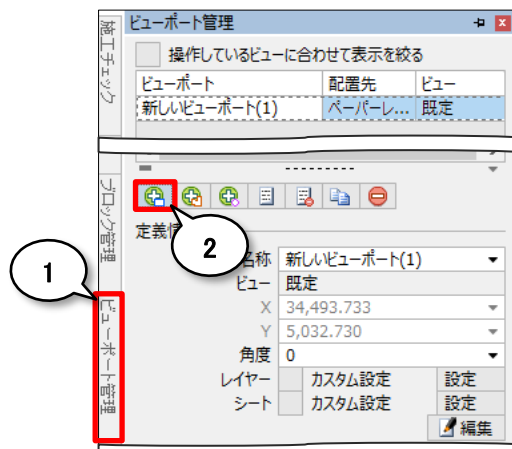 ビューポート管理
施工チェック
操作しているビューに合わせて表示を絞る
ビューポート 配置先 ビュー
新しいビューポート(1) ペーパーレ... 既定
ブロック管理
2
定義情
1
名称 新しいビューポート(1)
ビュー 既定
X 34,493.733
Y 5,032.730
ビューポート管理
角度 0
レイヤー カスタム設定 設定
シート カスタム設定 設定
編集